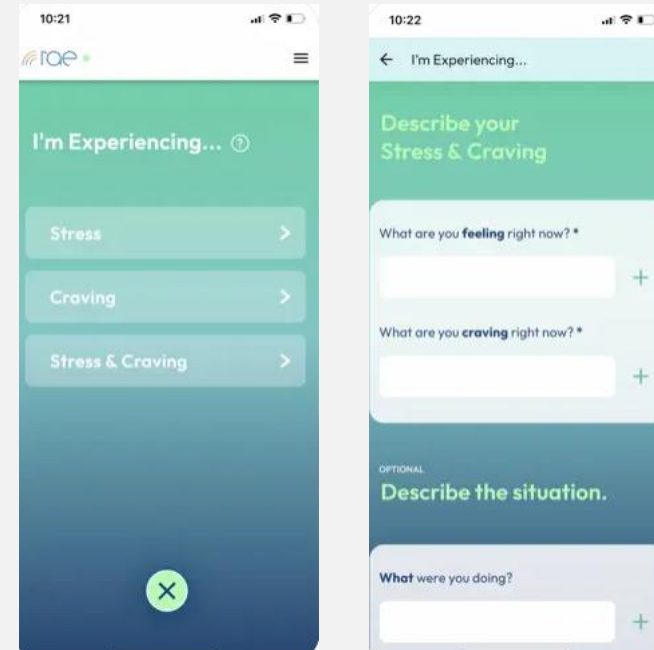 10:21
rae
I'm Experiencing...
Stress
Craving
Stress & Craving
10:22
I'm Experiencing...
Describe your
Stress & Craving
What are you feeling right now? *
What are you craving right now? *
OPTIONAL
Describe the situation.
What were you doing?